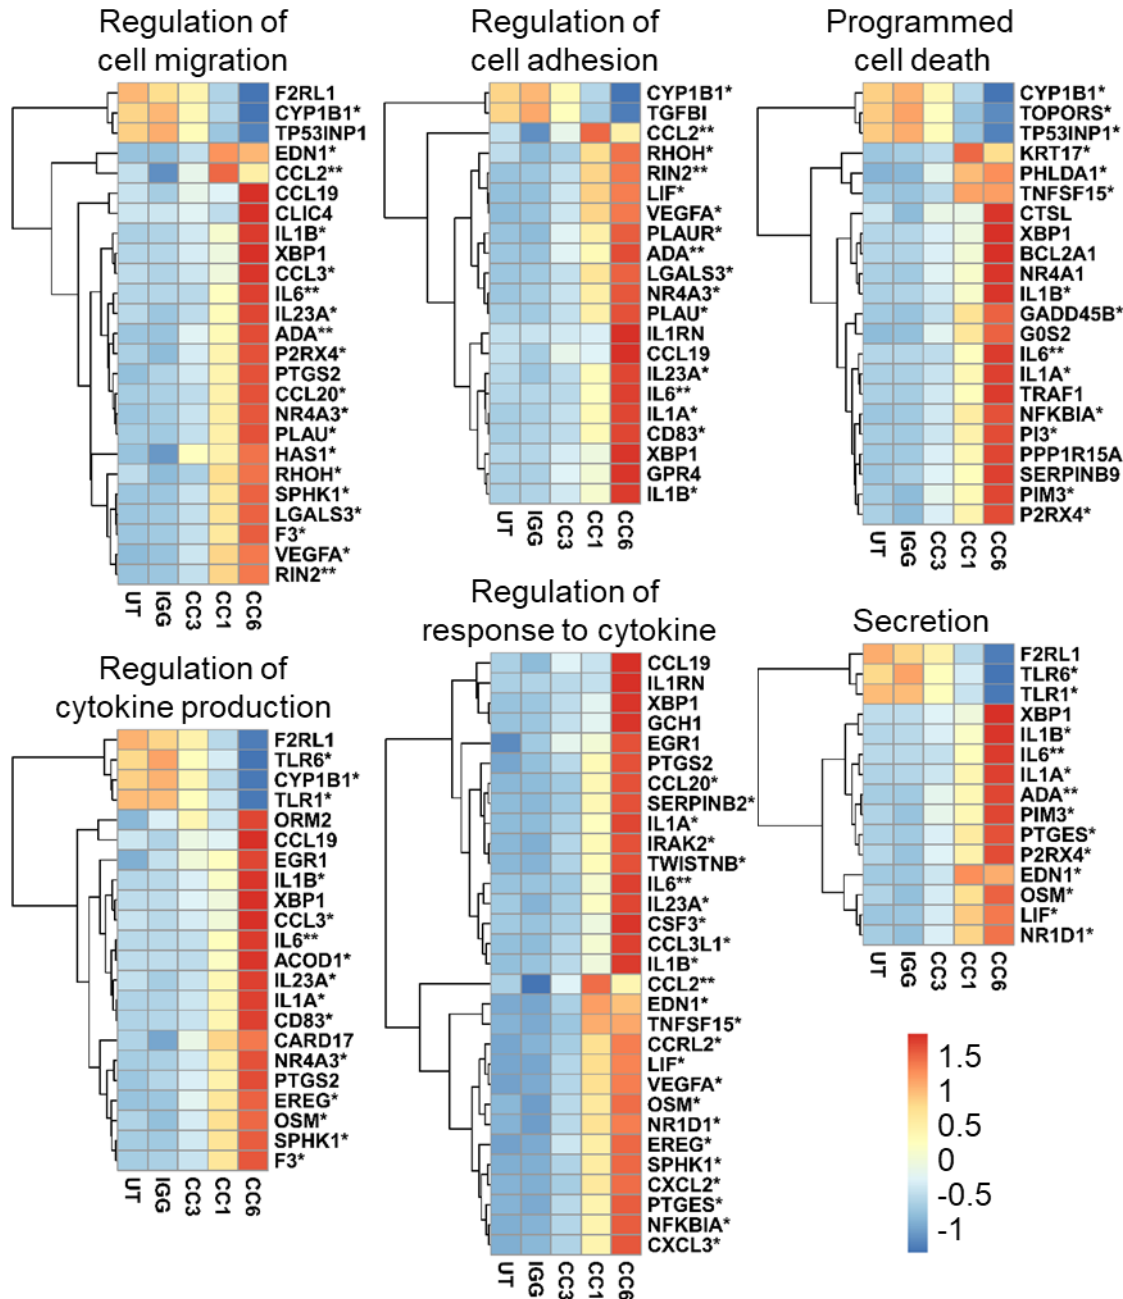 Regulation of
cell migration
F2RL1
CYP1B1*
TP53INP1
EDN1*
CCL2**
CCL19
CLIC4
IL1B*
XBP1
CCL3*
IL6**
IL23A*
ADA**
P2RX4*
PTGS2
CCL20*
NR4A3*
PLAU*
HAS1*
RHOH*
SPHK1*
LGALS3*
F3*
VEGFA*
RIN2**
UT IGG CC3 CC1 CC6
Regulation of
cell adhesion
CYP1B1*
TGFBI
CCL2**
RHOH*
RIN2**
LIF*
VEGFA*
PLAUR*
ADA**
LGALS3*
NR4A3*
PLAU*
IL1RN
CCL19
IL23A*
IL6**
IL1A*
CD83*
XBP1
GPR4
IL1B*
UT IGG CC3 CC1 CC6
Programmed
cell death
CYP1B1*
TOPORS*
TP53INP1*
KRT17*
PHLDA1*
TNFSF15*
CTSL
XBP1
BCL2A1
NR4A1
IL1B*
GADD45B*
G0S2
IL6**
IL1A*
TRAF1
NFKBIA*
PI3*
PPP1R15A
SERPINB9
PIM3*
P2RX4*
UT IGG CC3 CC1 CC6
Regulation of
cytokine production
F2RL1
TLR6*
CYP1B1*
TLR1*
ORM2
CCL19
EGR1
IL1B*
XBP1
CCL3*
IL6**
ACOD1*
IL23A*
IL1A*
CD83*
CARD17
NR4A3*
PTGS2
EREG*
OSM*
SPHK1*
F3*
UT IGG CC3 CC1 CC6
Regulation of
response to cytokine
CCL19
IL1RN
XBP1
GCH1
EGR1
PTGS2
CCL20*
SERPINB2*
IL1A*
IRAK2*
TWISTNB*
IL6**
IL23A*
CSF3*
CCL3L1*
IL1B*
CCL2**
EDN1*
TNFSF15*
CCRL2*
LIF*
VEGFA*
OSM*
NR1D1*
EREG*
SPHK1*
CXCL2*
PTGES*
NFKBIA*
CXCL3*
UT IGG CC3 CC1 CC6
Secretion
F2RL1
TLR6*
TLR1*
XBP1
IL1B*
IL6**
IL1A*
ADA**
PIM3*
PTGES*
P2RX4*
EDN1*
OSM*
LIF*
NR1D1*
UT IGG CC3 CC1 CC6
1.5
1
0.5
0
-0.5
-1